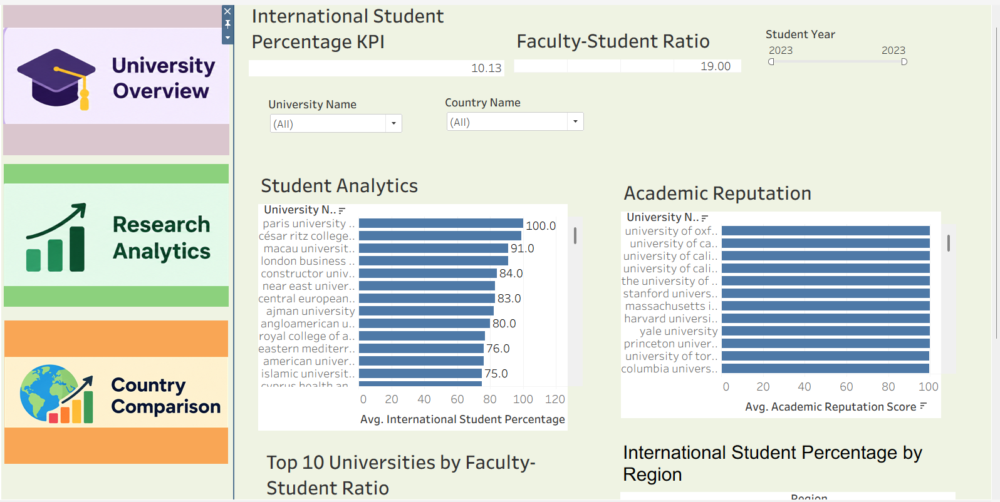 University
Overview
Research
Analytics
Country
Comparison
International Student
Percentage KPI
10.13
Faculty-Student Ratio
19.00
Student Year
2023 2023
University Name
(All)
Country Name
(All)
Student Analytics
University N..
paris university .. 100.0
césar ritz college..
macau universit.. 91.0
london business ..
constructor univ.. 84.0
near east univer..
central european.. 83.0
ajman university
angloamerican u.. 80.0
royal college of a..
eastern mediterr.. 76.0
american univer..
islamic universit.. 75.0
cyprus health an..
0 20 40 60 80 100 120
Avg. International Student Percentage
Academic Reputation
University N..
university of oxf..
university of ca..
university of cali..
university of cali..
the university of ..
stanford univers..
massachusetts i..
harvard universi..
yale university
princeton univer..
university of tor..
columbia univers..
0 20 40 60 80 100
Avg. Academic Reputation Score
Top 10 Universities by Faculty-
Student Ratio
International Student Percentage by
Region
Region